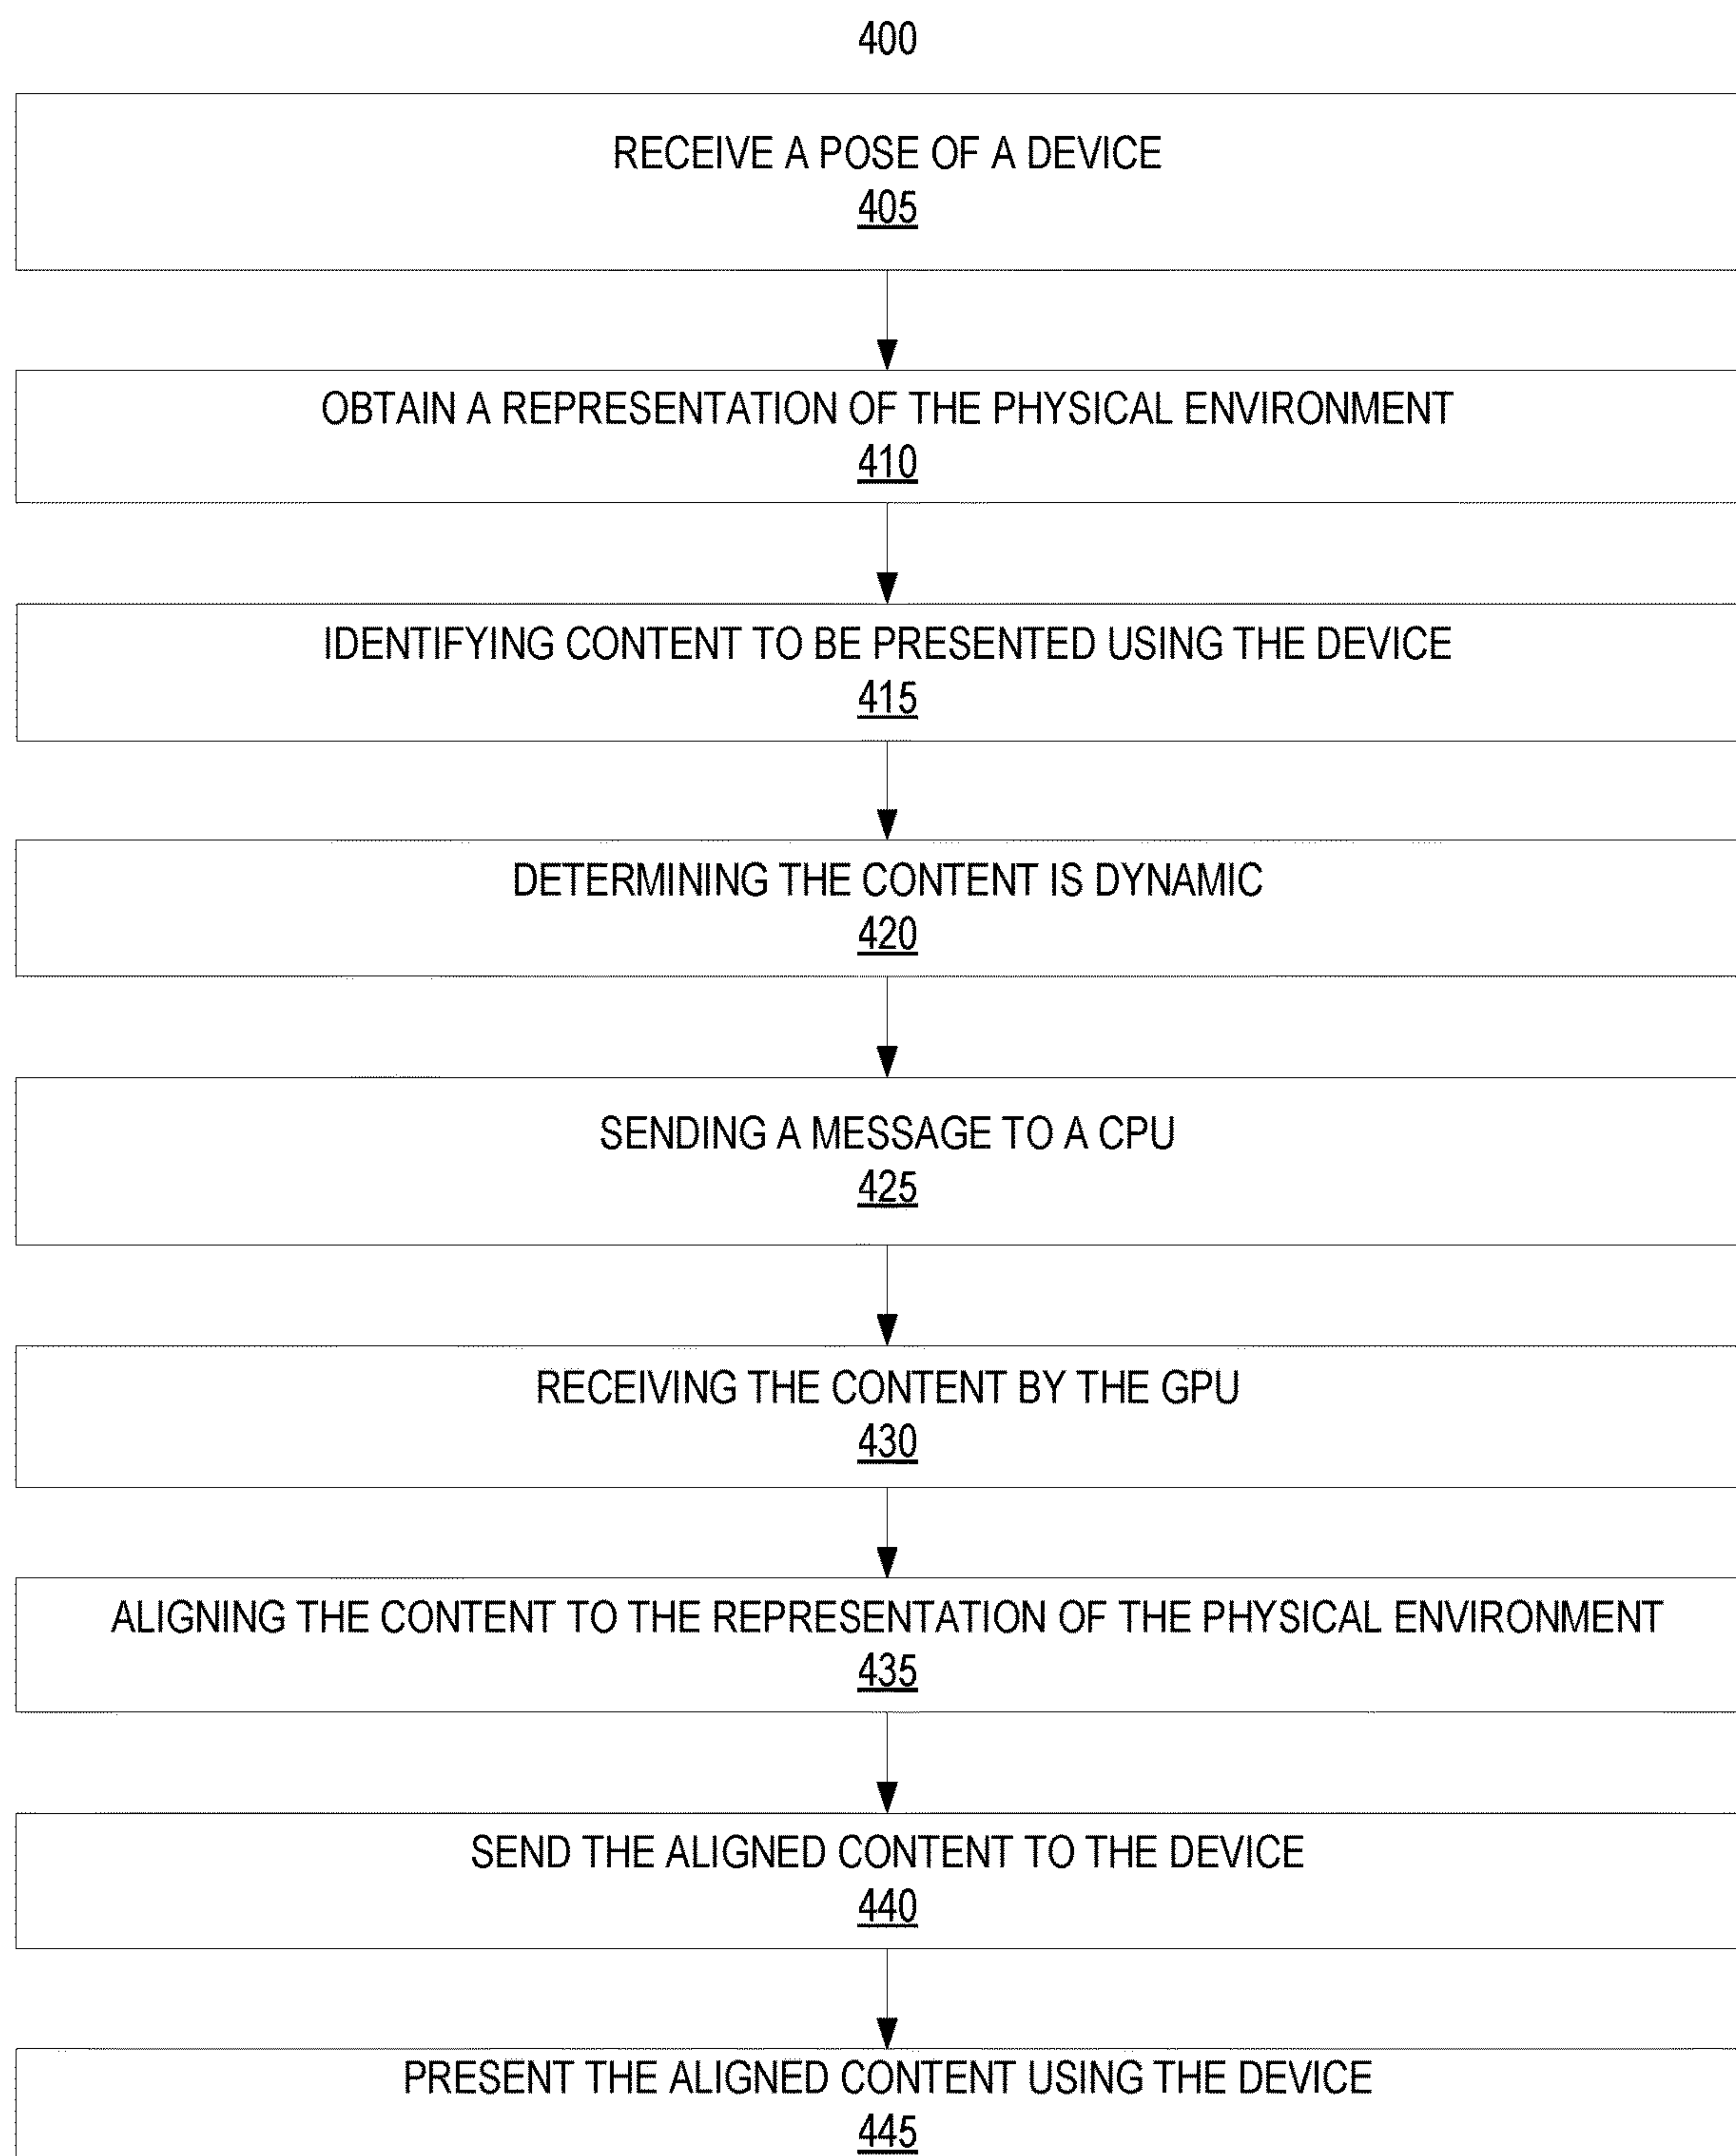 400
RECEIVE A POSE OF A DEVICE
405
OBTAIN A REPRESENTATION OF THE PHYSICAL ENVIRONMENT
410
IDENTIFYING CONTENT TO BE PRESENTED USING THE DEVICE
415
DETERMINING THE CONTENT IS DYNAMIC
420
SENDING A MESSAGE TO A CPU
425
RECEIVING THE CONTENT BY THE GPU
430
ALIGNING THE CONTENT TO THE REPRESENTATION OF THE PHYSICAL ENVIRONMENT
435
SEND THE ALIGNED CONTENT TO THE DEVICE
440
PRESENT THE ALIGNED CONTENT USING THE DEVICE
445